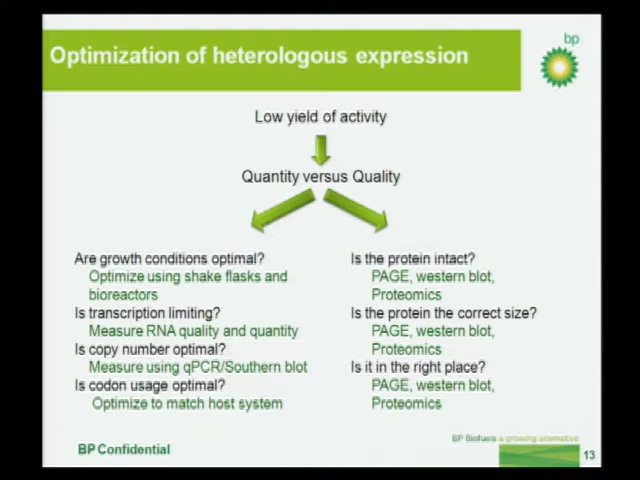 Optimization of heterologous expression
bp
Low yield of activity
Quantity versus Quality
Are growth conditions optimal?
Optimize using shake flasks and
bioreactors
Is transcription limiting?
Measure RNA quality and quantity
Is copy number optimal?
Measure using qPCR/Southern blot
Is codon usage optimal?
Optimize to match host system
Is the protein intact?
PAGE, western blot,
Proteomics
Is the protein the correct size?
PAGE, western blot,
Proteomics
Is it in the right place?
PAGE, western blot,
Proteomics
BP Confidential
BP Biofuels a growing alternative
13